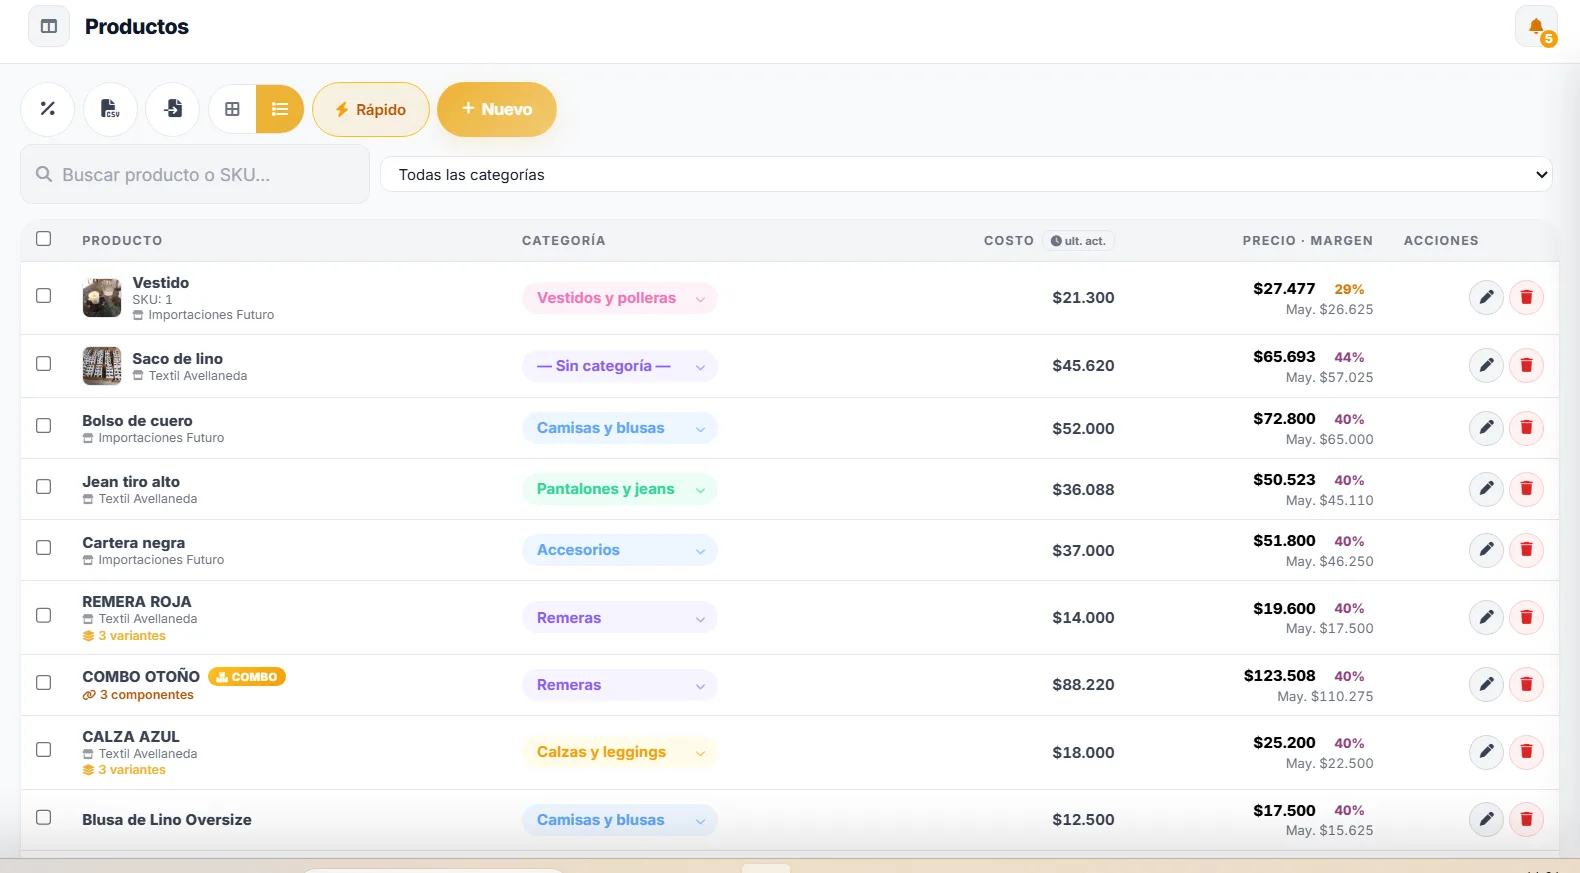 Productos
5
CSV
Rápido
+ Nuevo
Buscar producto o SKU...
Todas las categorías
PRODUCTO
CATEGORÍA
COSTO
ult. act.
PRECIO · MARGEN
ACCIONES
Vestido
SKU: 1
Importaciones Futuro
Vestidos y polleras
$21.300
$27.477 29%
May. $26.625
Saco de lino
Textil Avellaneda
— Sin categoría —
$45.620
$65.693 44%
May. $57.025
Bolso de cuero
Importaciones Futuro
Camisas y blusas
$52.000
$72.800 40%
May. $65.000
Jean tiro alto
Textil Avellaneda
Pantalones y jeans
$36.088
$50.523 40%
May. $45.110
Cartera negra
Importaciones Futuro
Accesorios
$37.000
$51.800 40%
May. $46.250
REMERA ROJA
Textil Avellaneda
3 variantes
Remeras
$14.000
$19.600 40%
May. $17.500
COMBO OTOÑO COMBO
3 componentes
Remeras
$88.220
$123.508 40%
May. $110.275
CALZA AZUL
Textil Avellaneda
3 variantes
Calzas y leggings
$18.000
$25.200 40%
May. $22.500
Blusa de Lino Oversize
Camisas y blusas
$12.500
$17.500 40%
May. $15.625